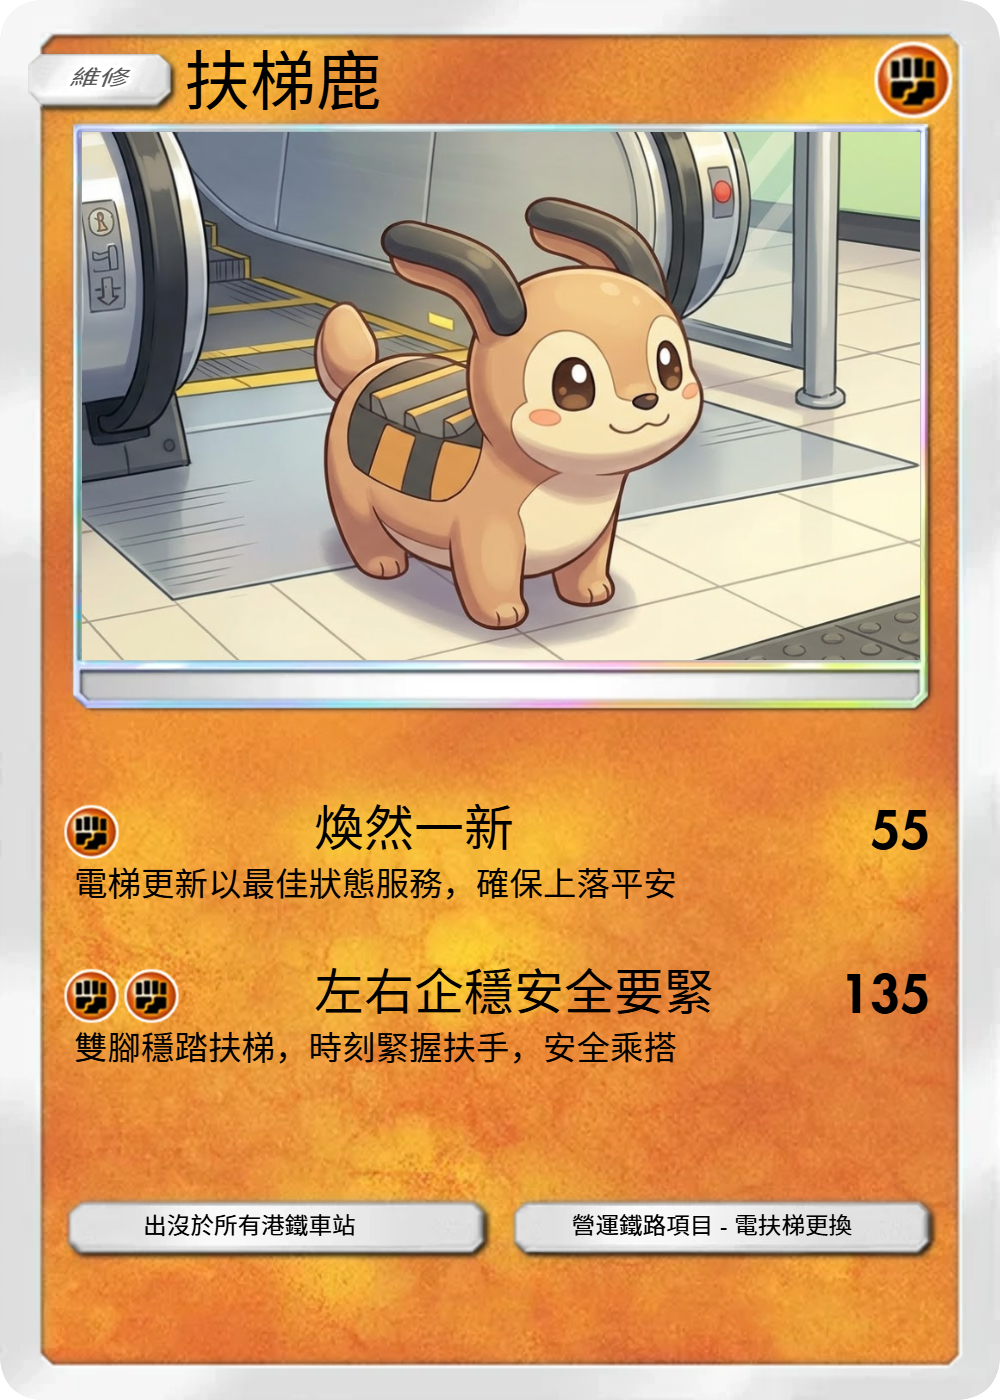 維修
扶梯鹿
煥然一新 55
電梯更新以最佳狀態服務，確保上落平安
左右企穩安全要緊 135
雙腳穩踏扶梯，時刻緊握扶手，安全乘搭
出沒於所有港鐵車站
營運鐵路項目 - 電扶梯更換